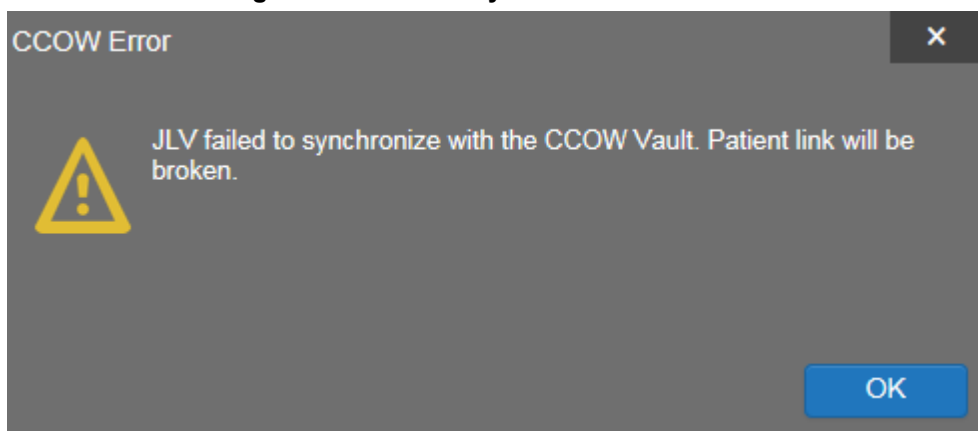 CCOW Error
×
JLV failed to synchronize with the CCOW Vault. Patient link will be
broken.
OK